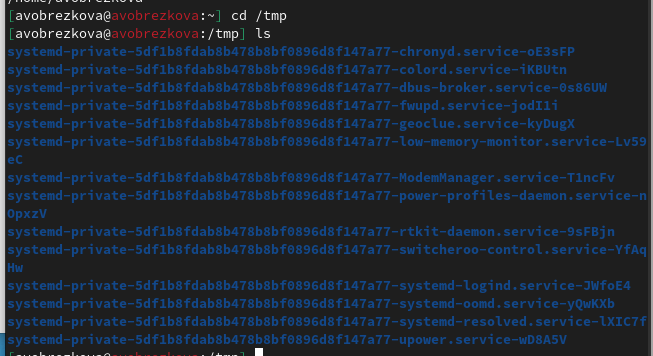 /home/avobrezkova
[avobrezkova@avobrezkova:~] cd /tmp
[avobrezkova@avobrezkova:/tmp] ls
systemd-private-5df1b8fdab8b478b8bf0896d8f147a77-chronyd.service-oE3sFP
systemd-private-5df1b8fdab8b478b8bf0896d8f147a77-colord.service-iKBUtn
systemd-private-5df1b8fdab8b478b8bf0896d8f147a77-dbus-broker.service-0s86UW
systemd-private-5df1b8fdab8b478b8bf0896d8f147a77-fwupd.service-jodI1i
systemd-private-5df1b8fdab8b478b8bf0896d8f147a77-geoclue.service-kyDugX
systemd-private-5df1b8fdab8b478b8bf0896d8f147a77-low-memory-monitor.service-Lv59
eC
systemd-private-5df1b8fdab8b478b8bf0896d8f147a77-ModemManager.service-T1ncFv
systemd-private-5df1b8fdab8b478b8bf0896d8f147a77-power-profiles-daemon.service-n
OpxzV
systemd-private-5df1b8fdab8b478b8bf0896d8f147a77-rtkit-daemon.service-9sFBjn
systemd-private-5df1b8fdab8b478b8bf0896d8f147a77-switcheroo-control.service-YfAq
Hw
systemd-private-5df1b8fdab8b478b8bf0896d8f147a77-systemd-logind.service-JWfoE4
systemd-private-5df1b8fdab8b478b8bf0896d8f147a77-systemd-oomd.service-yQwKXb
systemd-private-5df1b8fdab8b478b8bf0896d8f147a77-systemd-resolved.service-lXIC7f
systemd-private-5df1b8fdab8b478b8bf0896d8f147a77-upower.service-wD8A5V
[avobrezkova@avobrezkova:/tmp]